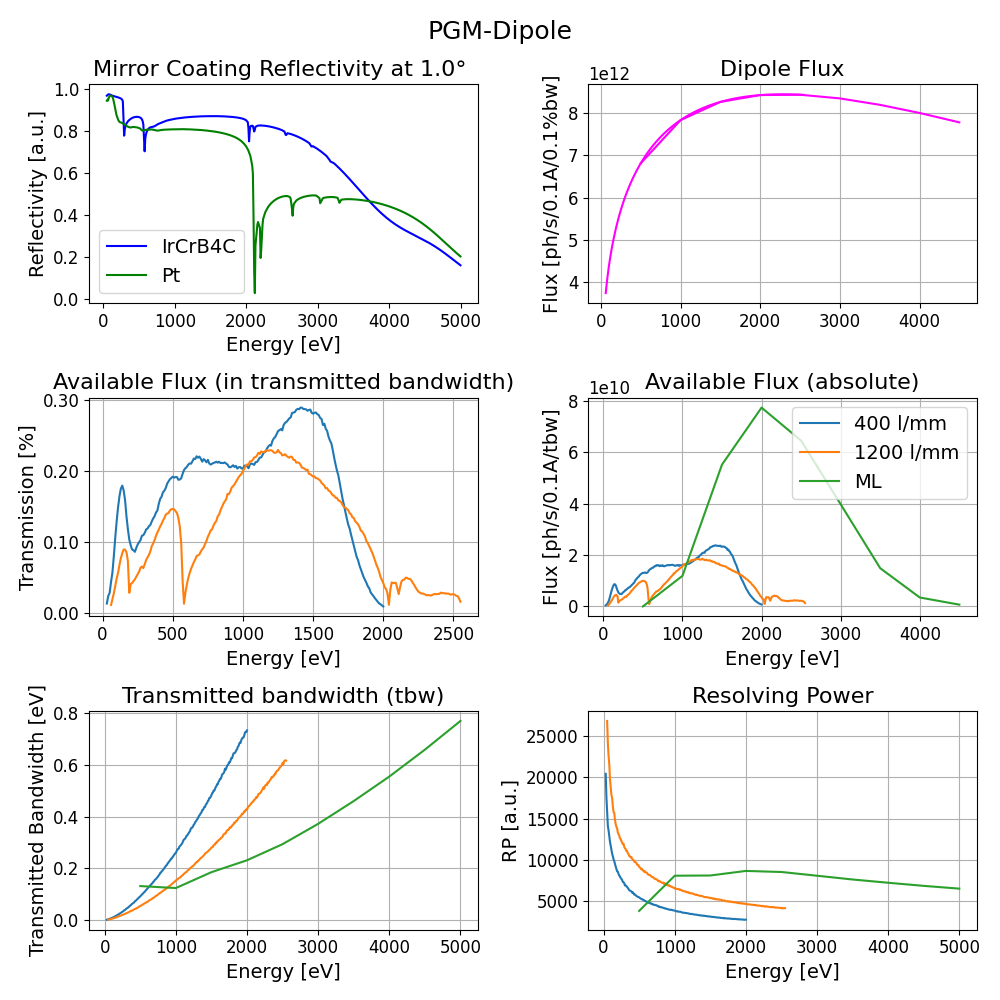 PGM-Dipole
Mirror Coating Reflectivity at 1.0°
Reflectivity [a.u.]
1.0
0.8
0.6
0.4
0.2
0.0
IrCrB4C
Pt
0 1000 2000 3000 4000 5000
Energy [eV]
Dipole Flux
1e12
Flux [ph/s/0.1A/0.1%bw]
8
7
6
5
4
0 1000 2000 3000 4000
Available Flux (in transmitted bandwidth)
Transmission [%]
0.30
0.20
0.10
0.00
0 500 1000 1500 2000 2500
Energy [eV]
Available Flux (absolute)
1e10
Flux [ph/s/0.1A/tbw]
8
6
4
2
0
400 l/mm
1200 l/mm
ML
0 1000 2000 3000 4000
Energy [eV]
Transmitted bandwidth (tbw)
Transmitted Bandwidth [eV]
0.8
0.6
0.4
0.2
0.0
0 1000 2000 3000 4000 5000
Energy [eV]
Resolving Power
RP [a.u.]
25000
20000
15000
10000
5000
0 1000 2000 3000 4000 5000
Energy [eV]